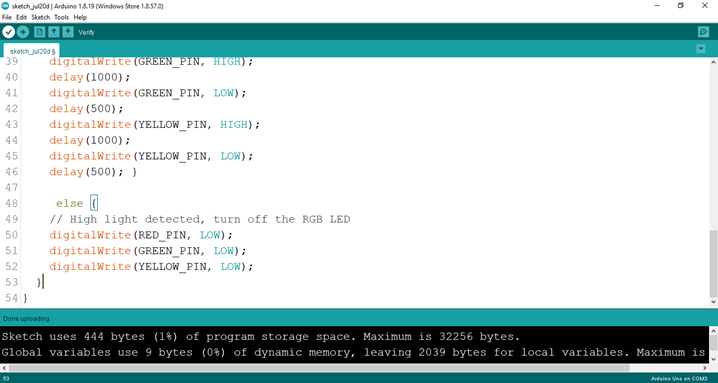 sketch_jul20d | Arduino 1.8.19 (Windows Store 1.8.57.0)
File Edit Sketch Tools Help
Verify
sketch_jul20d §
39 digitalWrite(GREEN_PIN, HIGH);
40 delay(1000);
41 digitalWrite(GREEN_PIN, LOW);
42 delay(500);
43 digitalWrite(YELLOW_PIN, HIGH);
44 delay(1000);
45 digitalWrite(YELLOW_PIN, LOW);
46 delay(500); }
47
48 else {
49 // High light detected, turn off the RGB LED
50 digitalWrite(RED_PIN, LOW);
51 digitalWrite(GREEN_PIN, LOW);
52 digitalWrite(YELLOW_PIN, LOW);
53 }
54 }
Done uploading.
Sketch uses 444 bytes (1%) of program storage space. Maximum is 32256 bytes.
Global variables use 9 bytes (0%) of dynamic memory, leaving 2039 bytes for local variables. Maximum is
53 Arduino Uno on COM3